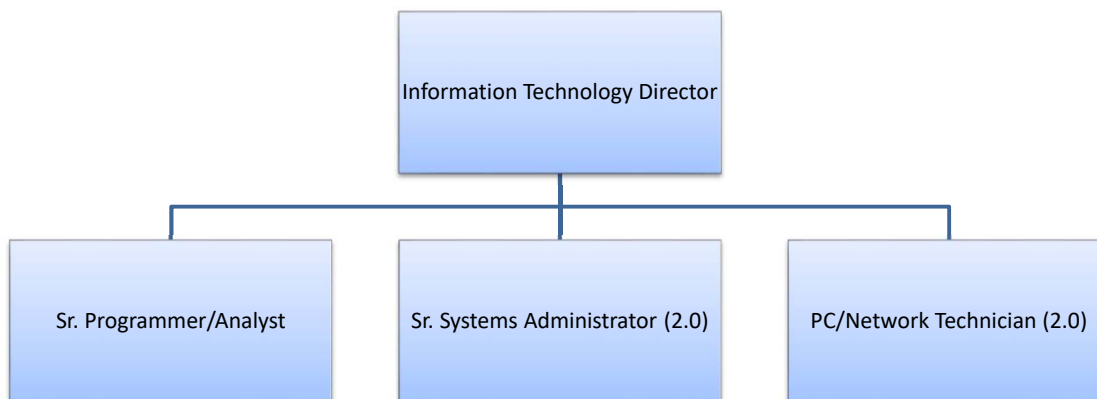 Information Technology Director
Sr. Programmer/Analyst
Sr. Systems Administrator (2.0)
PC/Network Technician (2.0)